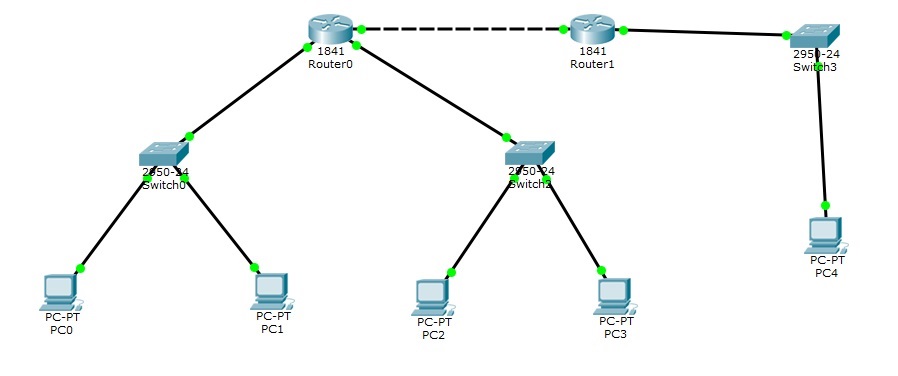 1841
Router0
1841
Router1
2950-24
Switch3
2950-24
Switch0
2950-24
Switch2
PC-PT
PC4
PC-PT
PC0
PC-PT
PC1
PC-PT
PC2
PC-PT
PC3